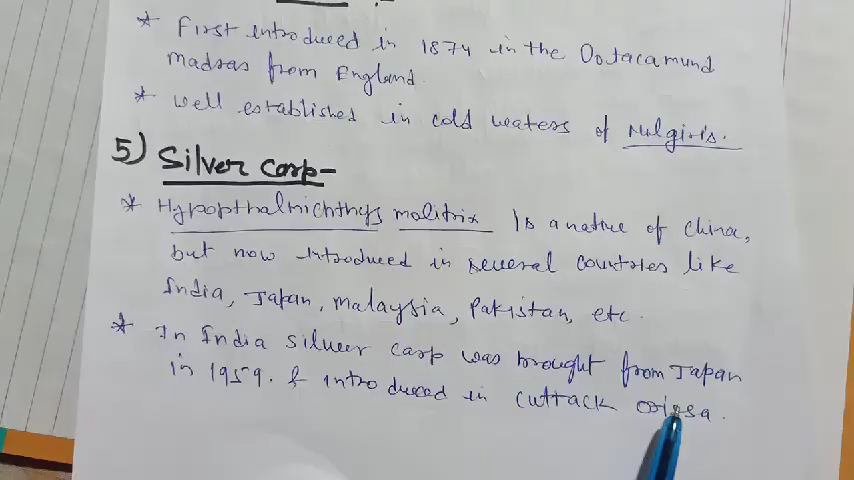 * First introduced in 1874 in the Ootacamund
Madras from England.
* well established in cold waters of Nilgiris.
5) Silver carp-
* Hypopthalmichthys molitrix Is a native of China,
but now introduced in several countries like
India, Japan, Malaysia, Pakistan, etc.
* In India silver carp was brought from Japan
in 1959. & introduced in Cuttack